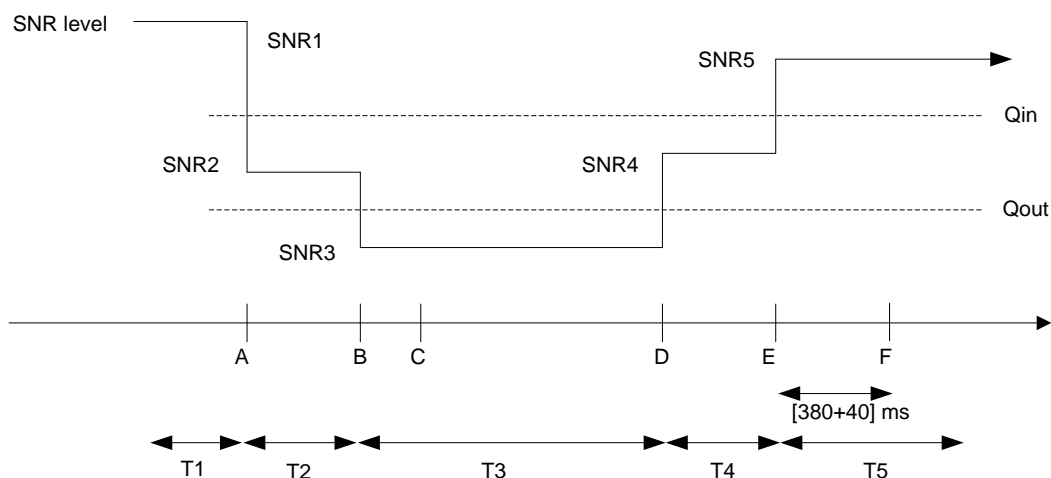 SNR level
SNR1
SNR5
Qin
SNR2
SNR4
Qout
SNR3
A B C D E F
[380+40] ms
T1 T2 T3 T4 T5